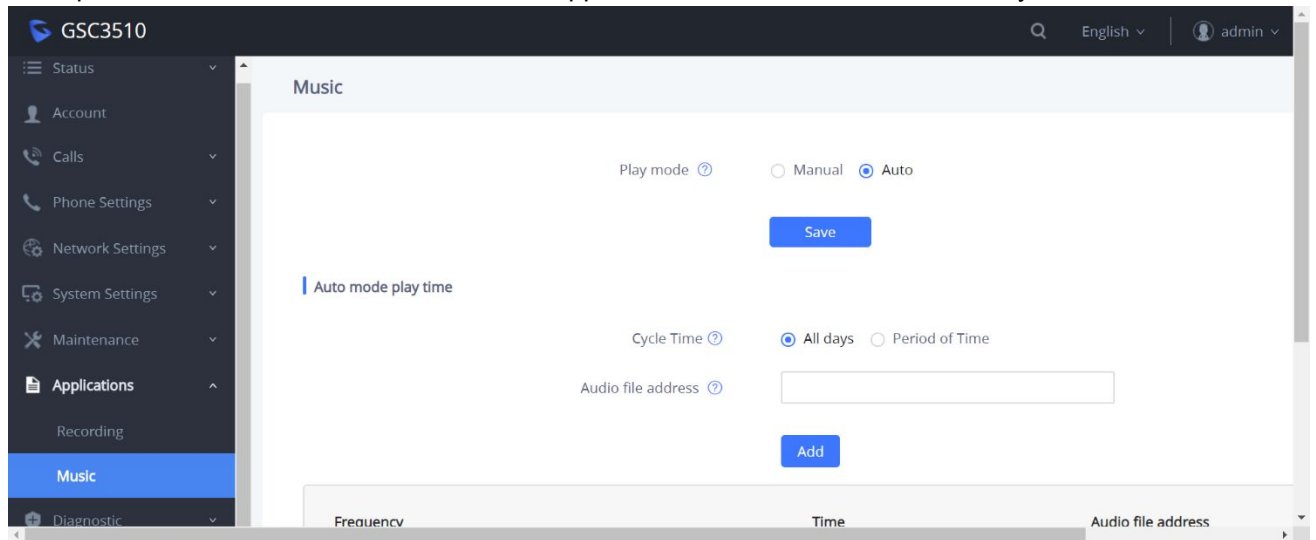 GSC3510
English
admin
Status
Account
Calls
Phone Settings
Network Settings
System Settings
Maintenance
Applications
Recording
Music
Diagnostic
Music
Play mode
Manual
Auto
Save
Auto mode play time
Cycle Time
All days
Period of Time
Audio file address
Add
Frequency
Time
Audio file address